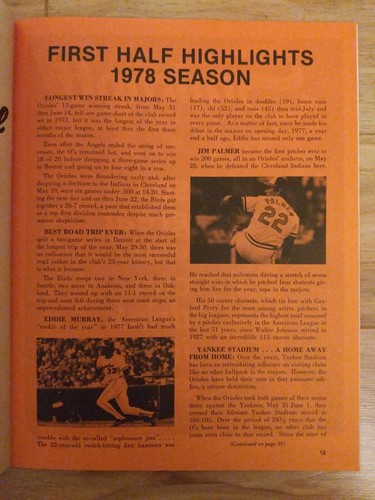 FIRST HALF HIGHLIGHTS
1978 SEASON
LONGEST WIN STREAK IN MAJORS: The
Orioles' 13-game winning streak, from May 31
thru June 14, fell one game short of the club record
set in 1973, but it was the longest of the year in
either major league, at least thru the first three
months of the season.
Even after the Angels ended the string of suc-
cesses, the O's remained hot, and went on to win
16 of 20 before dropping a three-game series up
in Boston and going on to lose eight in a row.
The Orioles were floundering early and, after
dropping a decision to the Indians in Cleveland on
May 19, were six games under .500 at 14-20. Starting
the next day and on thru June 22, the Birds put
together a 26-7 record, a pace that established them
as a top first division contender despite much pre-
season skepticism.
BEST ROAD TRIP EVER: When the Orioles
split a two-game series in Detroit at the start of
the longest trip of the year, May 29-30, there was
no indication that it would be the most successful
road jacket in the club's 25-year history, but that
is what it became.
The Birds swept two in New York, three in
Seattle, two more in Anaheim, and three in Oak-
land. They wound up with an 11-1 record on the
trip and went 8-0 during three west coast stops, an
unprecedented achievement.
EDDIE MURRAY, the American League's
"rookie of the year" in 1977 hasn't had much
33
trouble with the so-called "sophomore jinx"....
The 22-year-old switch-hitting first baseman was
leading the Orioles in doubles (19), home runs
(17), rbi (52), and runs (45) thru mid-July and
was the only player on the club to have played in
every game. As a matter of fact, since he made his
debut in the majors on opening day, 1977, a year
and a half ago, Eddie has missed only one game.
JIM PALMER became the first pitcher ever to
win 200 games, all in an Orioles uniform, on May
28, when he defeated the Cleveland Indians here.
PALMER
22
He reached that milestone during a stretch of seven
straight wins in which he pitched four shutouts giv-
ing him five for the year, tops in the majors.
His 50 career shutouts, which tie him with Gay-
lord Perry for the most among active pitchers in
the big leagues, represents the highest total amassed
by a pitcher exclusively in the American League in
the last 51 years, since Walter Johnson retired in
1927 with an incredible 113 career shutouts.
YANKEE STADIUM . . . A HOME AWAY
FROM HOME: Over the years, Yankee Stadium
has been an intimidating influence on visiting clubs
like no other ballpark in the majors. However, the
Orioles have held their own in that awesome edi-
fice, a unique distinction.
When the Orioles took both games of their series
there against the Yankees, May 31-June 1, they
evened their lifetime Yankee Stadium record at
105-105. Over the period of 24½ years that the
O's have been in the league, no other club has
come even close to that record. Since the start of
(Continued on page 28)
15